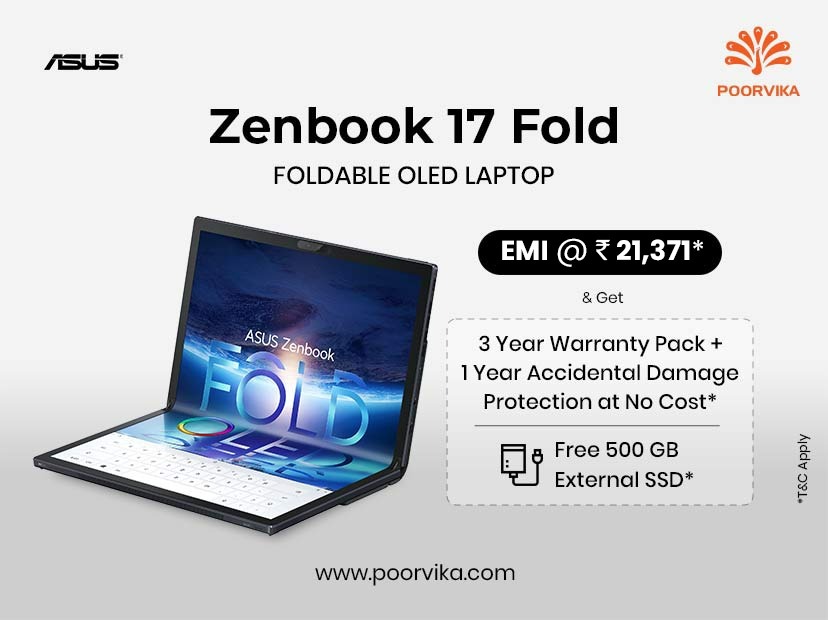 ASUS
POORVIKA
Zenbook 17 Fold
FOLDABLE OLED LAPTOP
ASUS Zenbook
FOLD
OLED
EMI @ ₹ 21,371*
& Get
3 Year Warranty Pack +
1 Year Accidental Damage
Protection at No Cost*
Free 500 GB
External SSD*
*T&C Apply
www.poorvika.com